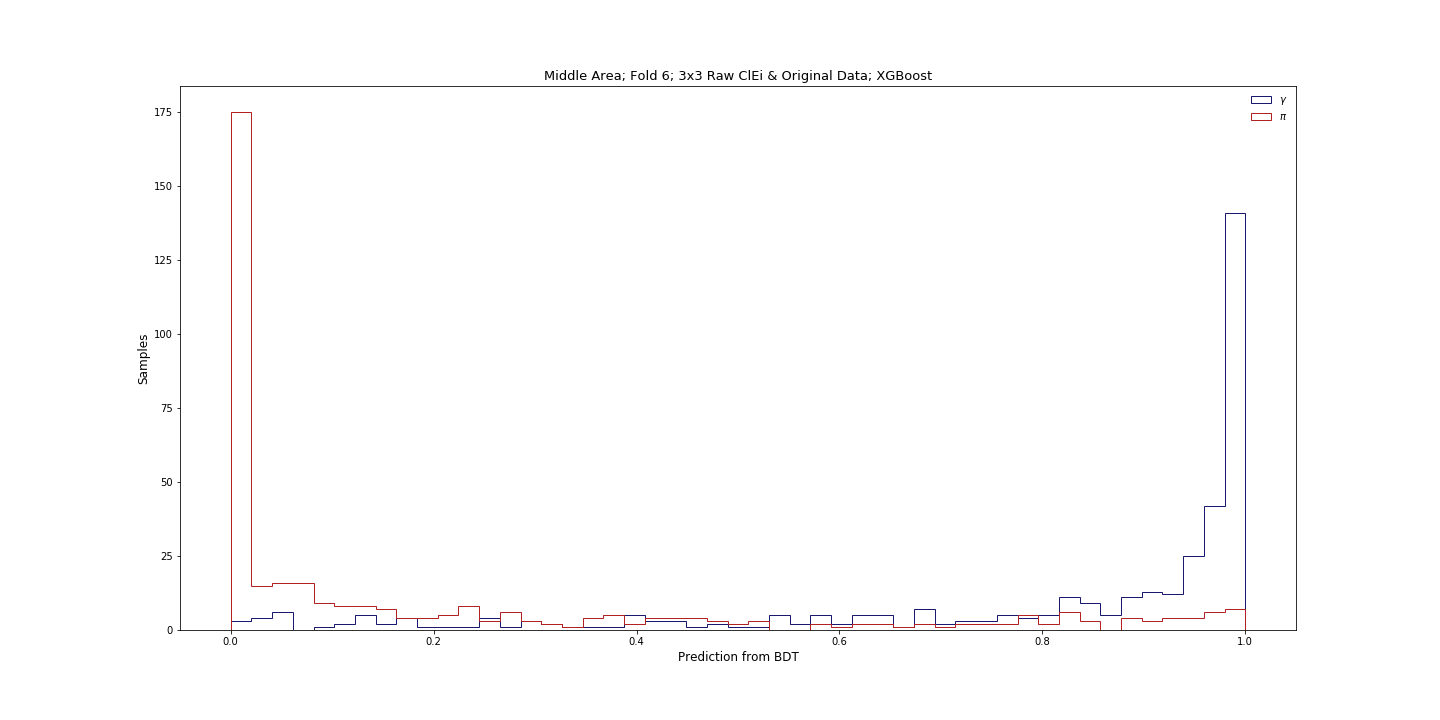 Middle Area; Fold 6; 3x3 Raw ClEi & Original Data; XGBoost
γ
π
175
150
125
100
75
50
25
0
Samples
0.0 0.2 0.4 0.6 0.8 1.0
Prediction from BDT